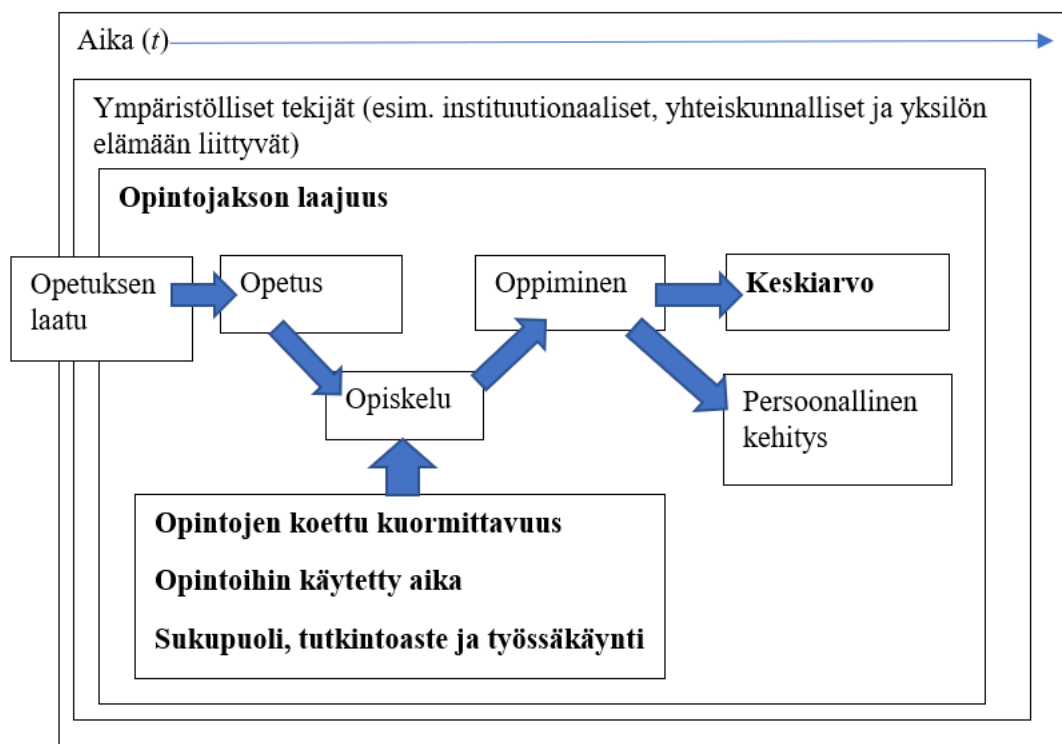 Aika (t)
Ympäristölliset tekijät (esim. instituutionaaliset, yhteiskunnalliset ja yksilön
elämään liittyvät)
Opintojakson laajuus
Opetuksen
laatu
Opetus
Oppiminen
Keskiarvo
Opiskelu
Persoonallinen
kehitys
Opintojen koettu kuormittavuus
Opintoihin käytetty aika
Sukupuoli, tutkintoaste ja työssäkäynti